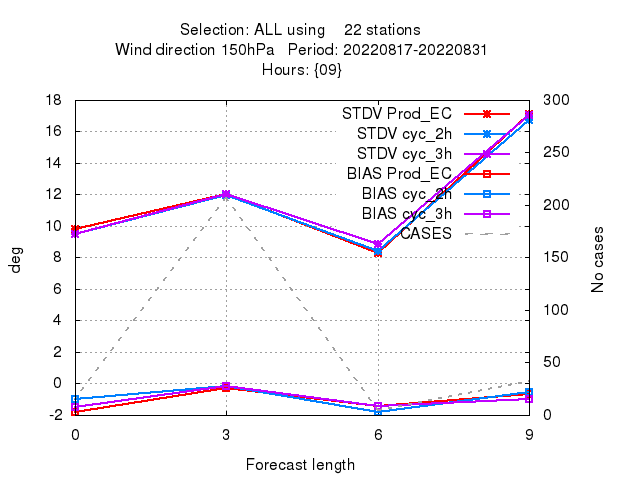 Selection: ALL using    22 stations
Wind direction 150hPa   Period: 20220817-20220831
Hours: {09}
STDV Prod_EC
STDV cyc_2h
STDV cyc_3h
BIAS Prod_EC
BIAS cyc_2h
BIAS cyc_3h
CASES
18
16
14
12
10
8
6
4
2
0
-2
300
250
200
150
100
50
0
deg
No cases
0 3 6 9
Forecast length